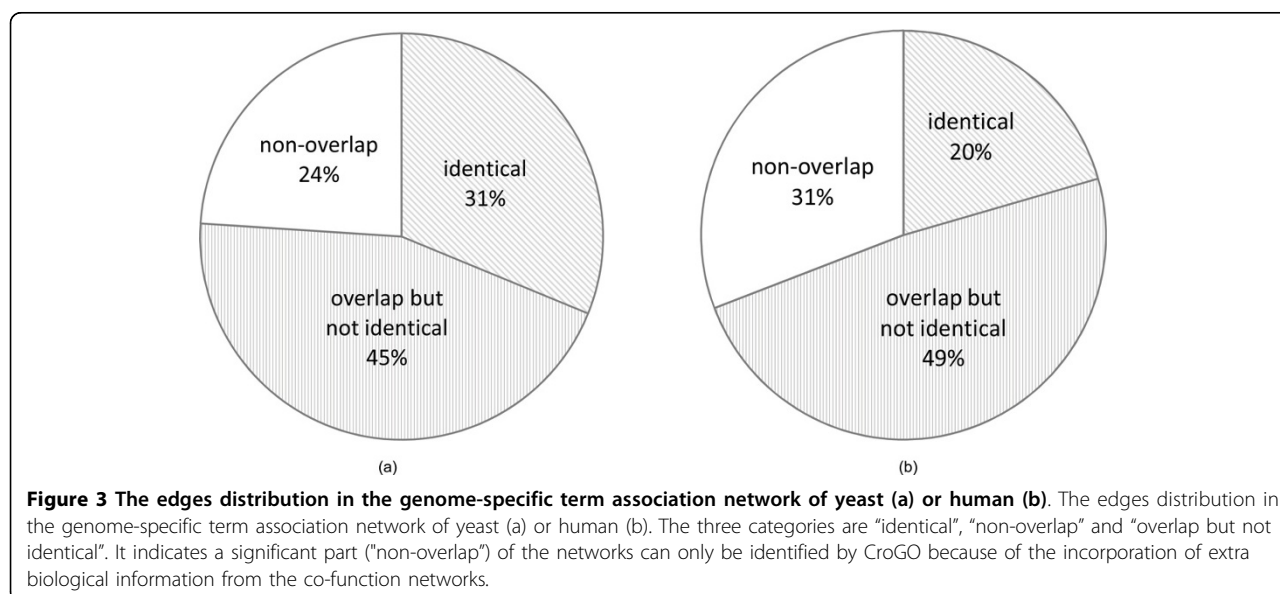 non-overlap
24%
identical
31%
overlap but
not identical
45%
(a)
identical
20%
non-overlap
31%
overlap but
not identical
49%
(b)
Figure 3 The edges distribution in the genome-specific term association network of yeast (a) or human (b). The edges distribution in
the genome-specific term association network of yeast (a) or human (b). The three categories are “identical”, “non-overlap” and “overlap but not
identical”. It indicates a significant part ("non-overlap”) of the networks can only be identified by CroGO because of the incorporation of extra
biological information from the co-function networks.